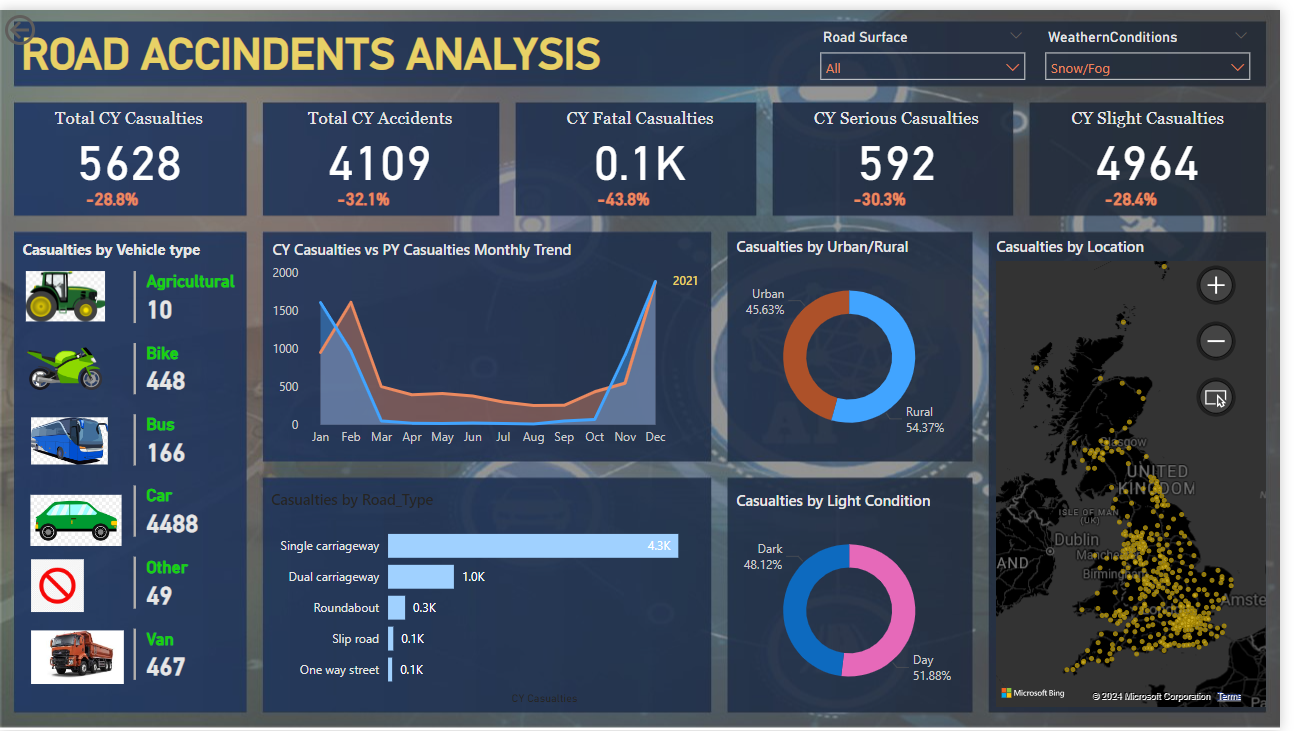 ROAD ACCINDENTS ANALYSIS
Road Surface
All
WeathernConditions
Snow/Fog
Total CY Casualties
5628
-28.8%
Total CY Accidents
4109
-32.1%
CY Fatal Casualties
0.1K
-43.8%
CY Serious Casualties
592
-30.3%
CY Slight Casualties
4964
-28.4%
Casualties by Vehicle type
Agricultural
10
Bike
448
Bus
166
Car
4488
Other
49
Van
467
CY Casualties vs PY Casualties Monthly Trend
2000
1500
1000
500
0
Jan Feb Mar Apr May Jun Jul Aug Sep Oct Nov Dec
2021
Casualties by Road_Type
Single carriageway 4.3K
Dual carriageway 1.0K
Roundabout 0.3K
Slip road 0.1K
One way street 0.1K
CY Casualties
Casualties by Urban/Rural
Urban
45.63%
Rural
54.37%
Casualties by Light Condition
Dark
48.12%
Day
51.88%
Casualties by Location
UNITED
KINGDOM
ISLE OF MAN
(UK)
Dublin
AND
Microsoft Bing
© 2024 Microsoft Corporation Terms